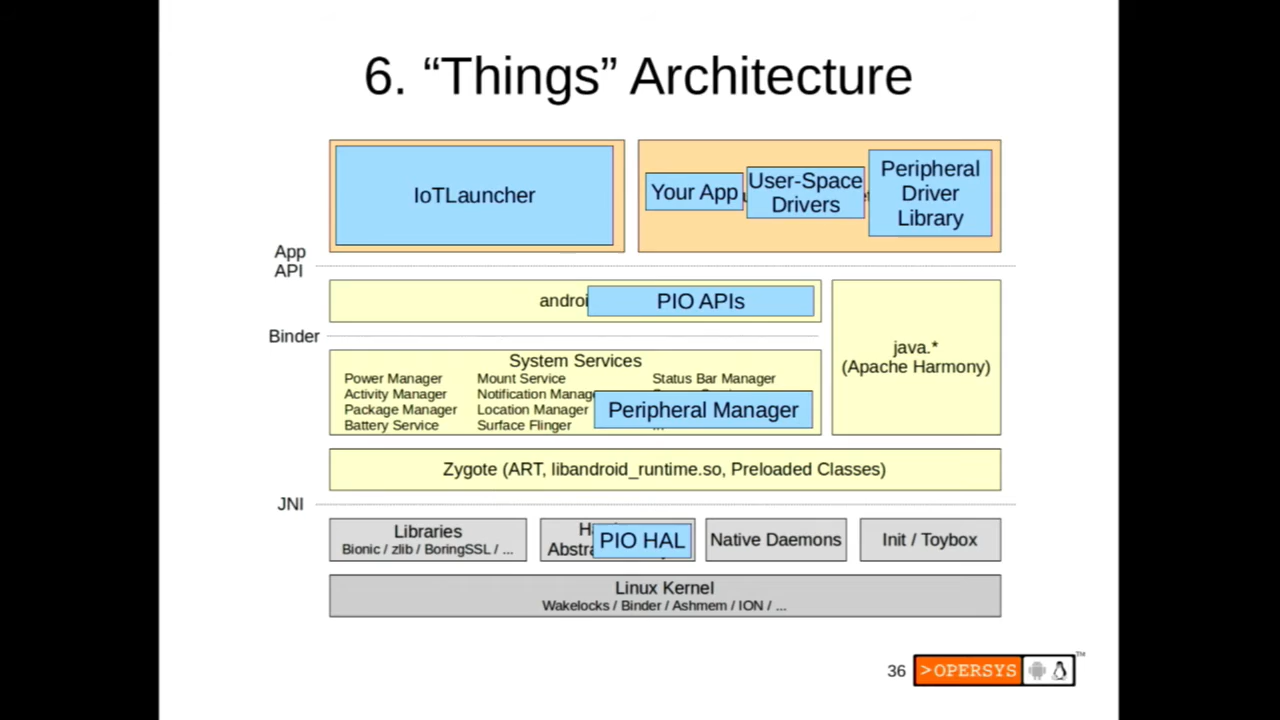 6. “Things” Architecture
IoTLauncher
Your App
User-Space
Drivers
Peripheral
Driver
Library
App
API
PIO APIs
Binder
java.*
(Apache Harmony)
System Services
Power Manager Mount Service Status Bar Manager
Activity Manager Notification
Package Manager Location Manager
Battery Service Surface Flinger ...
Peripheral Manager
Zygote (ART, libandroid_runtime.so, Preloaded Classes)
JNI
Libraries
Bionic / zlib / BoringSSL / ...
PIO HAL
Native Daemons
Init / Toybox
Linux Kernel
Wakelocks / Binder / Ashmem / ION / ...
36
>OPERSYS
TM